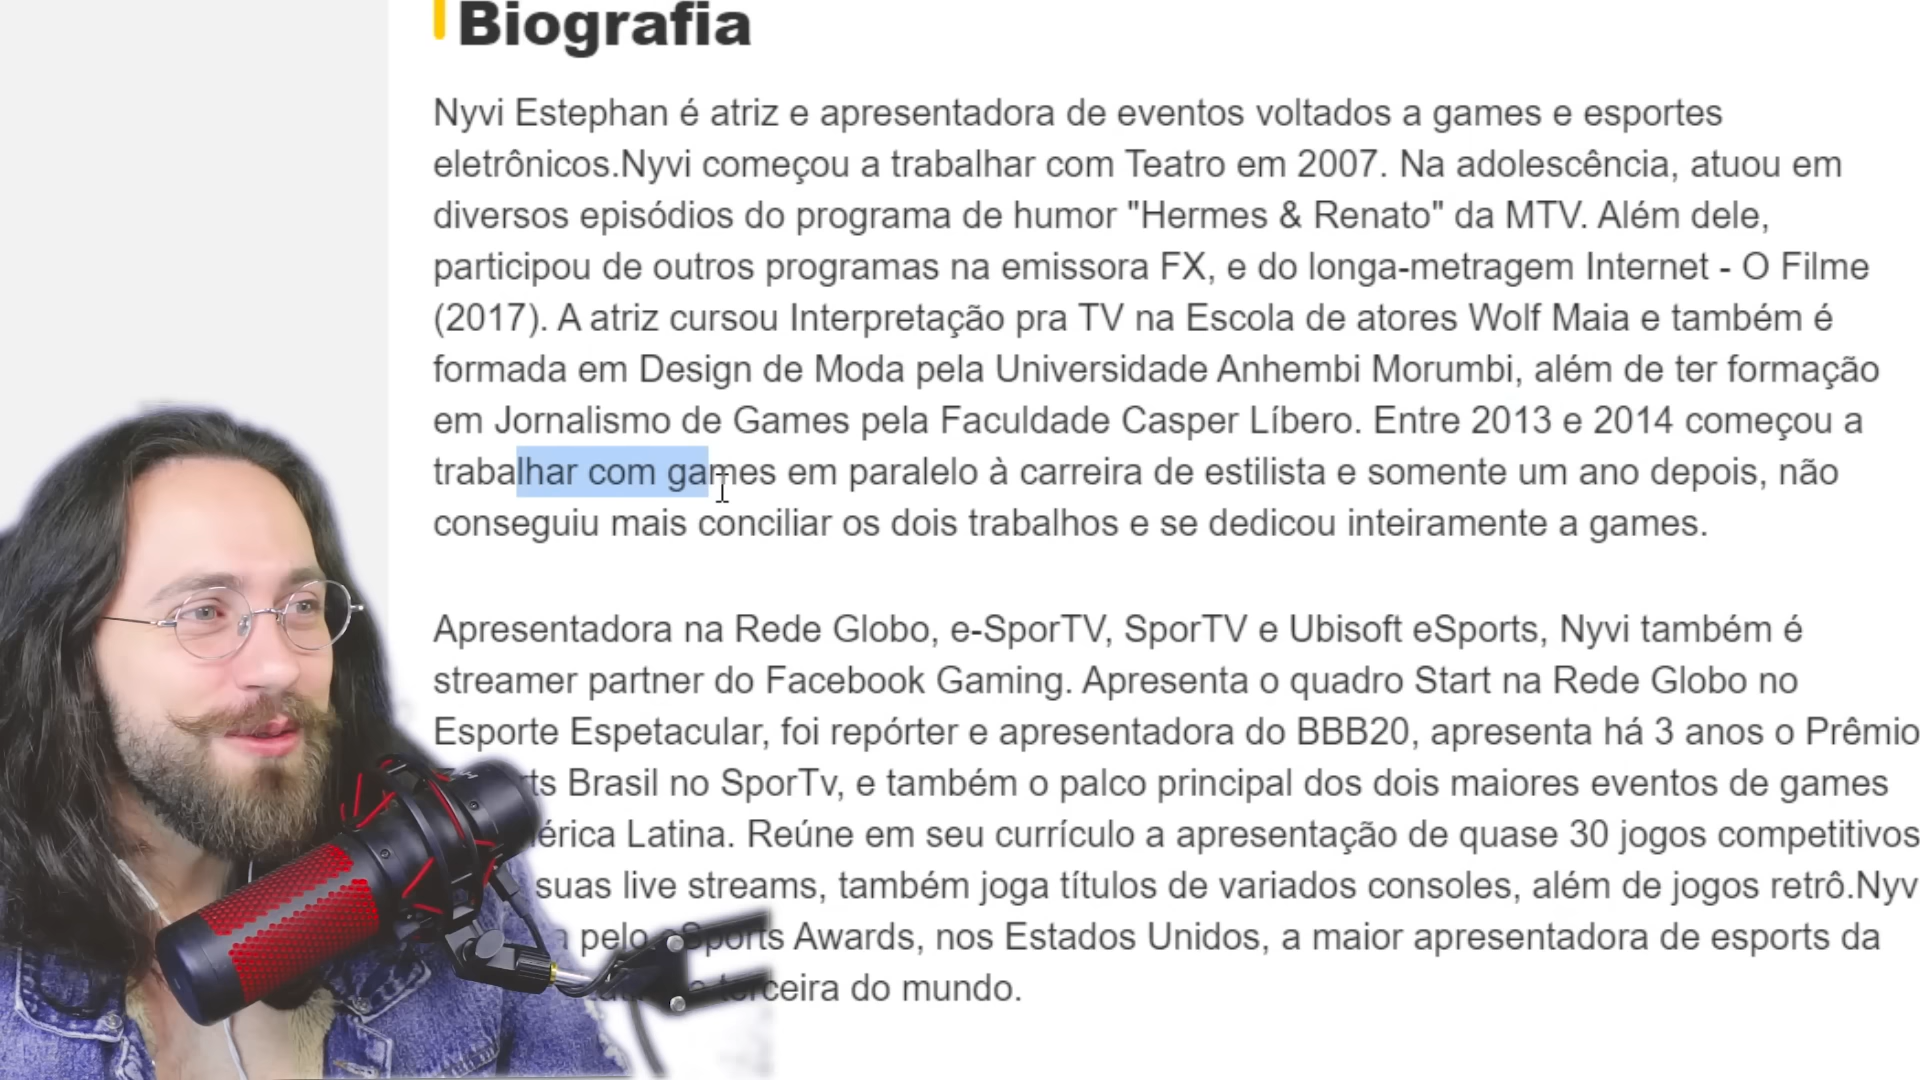 Biografia
Nyvi Estephan é atriz e apresentadora de eventos voltados a games e esportes
eletrônicos.Nyvi começou a trabalhar com Teatro em 2007. Na adolescência, atuou em
diversos episódios do programa de humor "Hermes & Renato" da MTV. Além dele,
participou de outros programas na emissora FX, e do longa-metragem Internet - O Filme
(2017). A atriz cursou Interpretação pra TV na Escola de atores Wolf Maia e também é
formada em Design de Moda pela Universidade Anhembi Morumbi, além de ter formação
em Jornalismo de Games pela Faculdade Casper Líbero. Entre 2013 e 2014 começou a
trabalhar com games em paralelo à carreira de estilista e somente um ano depois, não
conseguiu mais conciliar os dois trabalhos e se dedicou inteiramente a games.
Apresentadora na Rede Globo, e-SporTV, SporTV e Ubisoft eSports, Nyvi também é
streamer partner do Facebook Gaming. Apresenta o quadro Start na Rede Globo no
Esporte Espetacular, foi repórter e apresentadora do BBB20, apresenta há 3 anos o Prêmio
Brasil no SporTv, e também o palco principal dos dois maiores eventos de games
Latina. Reúne em seu currículo a apresentação de quase 30 jogos competitivos
suas live streams, também joga títulos de variados consoles, além de jogos retrô.Nyv
pelo eSports Awards, nos Estados Unidos, a maior apresentadora de esports da
terceira do mundo.